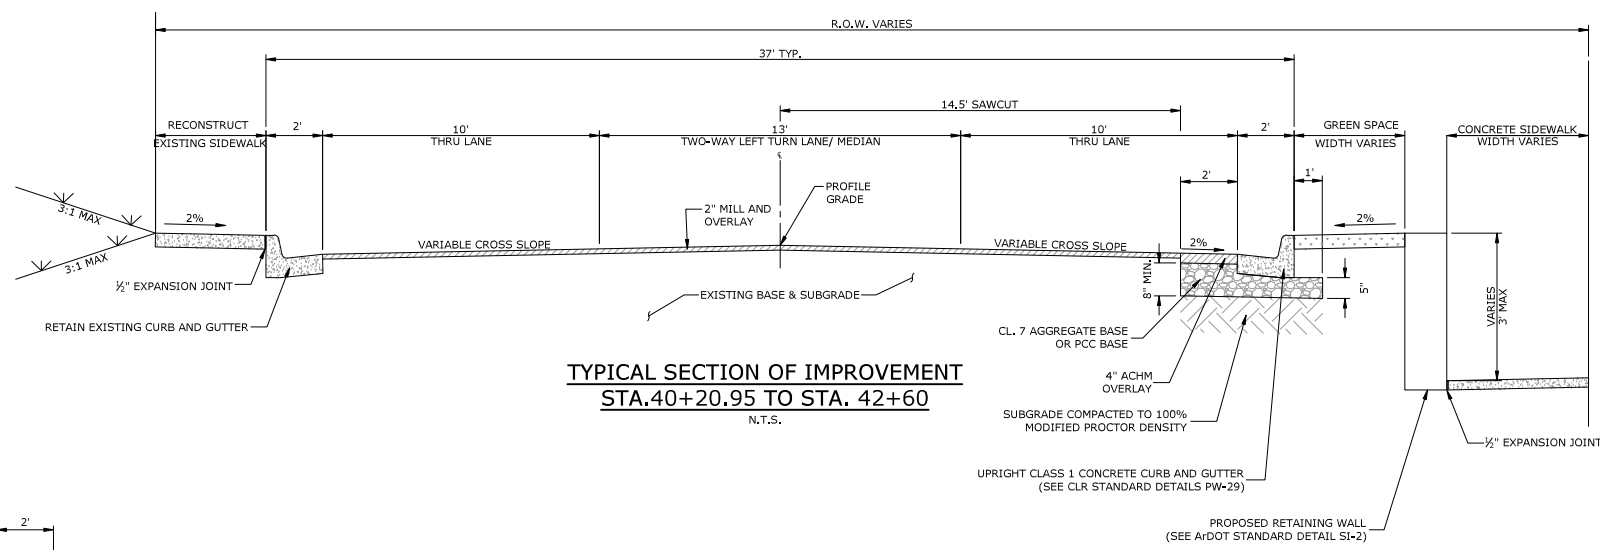 R.O.W. VARIES
37' TYP.
14.5' SAWCUT
RECONSTRUCT
EXISTING SIDEWALK
2'
10'
THRU LANE
13'
TWO-WAY LEFT TURN LANE/ MEDIAN
℄
10'
THRU LANE
2'
GREEN SPACE
WIDTH VARIES
CONCRETE SIDEWALK
WIDTH VARIES
2'
1'
PROFILE
GRADE
3:1 MAX
3:1 MAX
2%
2" MILL AND
OVERLAY
VARIABLE CROSS SLOPE
VARIABLE CROSS SLOPE
2%
2%
½" EXPANSION JOINT
EXISTING BASE & SUBGRADE
8" MIN.
5"
VARIES
3' MAX
RETAIN EXISTING CURB AND GUTTER
CL. 7 AGGREGATE BASE
OR PCC BASE
4" ACHM
OVERLAY
TYPICAL SECTION OF IMPROVEMENT
STA.40+20.95 TO STA. 42+60
N.T.S.
SUBGRADE COMPACTED TO 100%
MODIFIED PROCTOR DENSITY
½" EXPANSION JOINT
UPRIGHT CLASS 1 CONCRETE CURB AND GUTTER
(SEE CLR STANDARD DETAILS PW-29)
PROPOSED RETAINING WALL
(SEE ArDOT STANDARD DETAIL SI-2)
2'